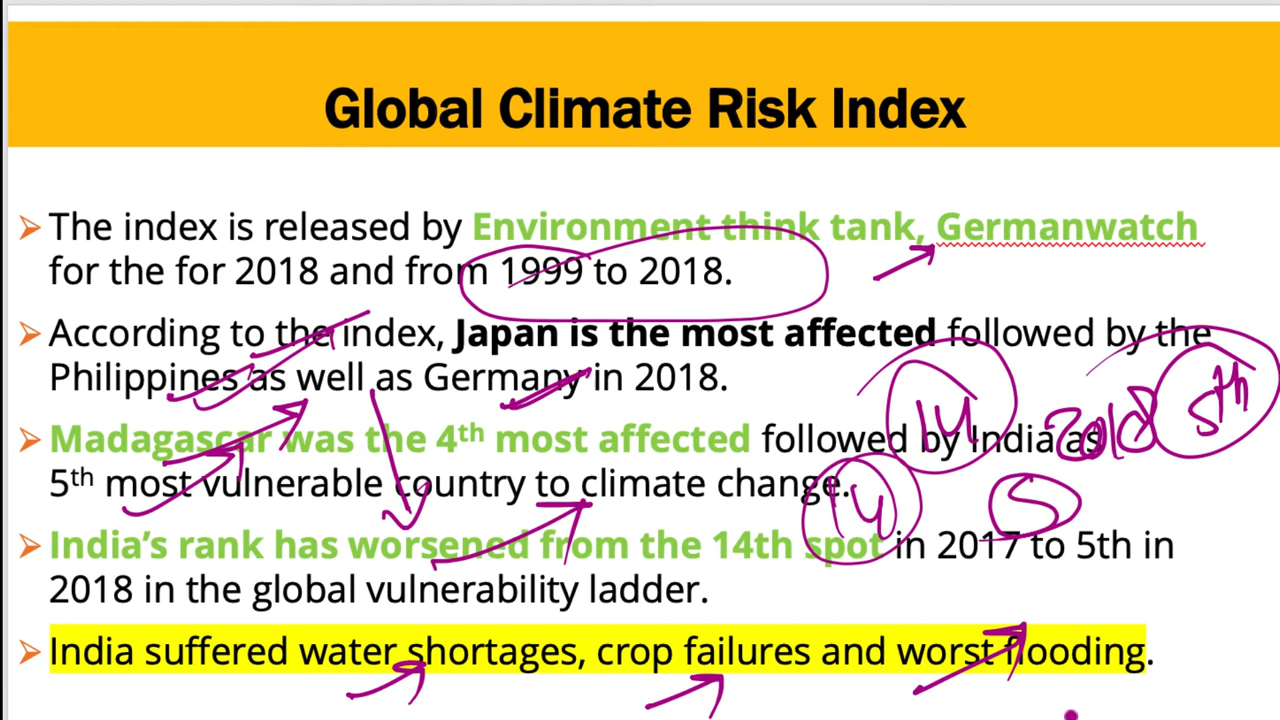 Global Climate Risk Index
The index is released by Environment think tank, Germanwatch
for the for 2018 and from 1999 to 2018.
According to the index, Japan is the most affected followed by the
Philippines as well as Germany in 2018.
Madagascar was the 4th most affected followed by India as
5th most vulnerable country to climate change.
India's rank has worsened from the 14th spot in 2017 to 5th in
2018 in the global vulnerability ladder.
India suffered water shortages, crop failures and worst flooding.
14
2018 5th
14
5